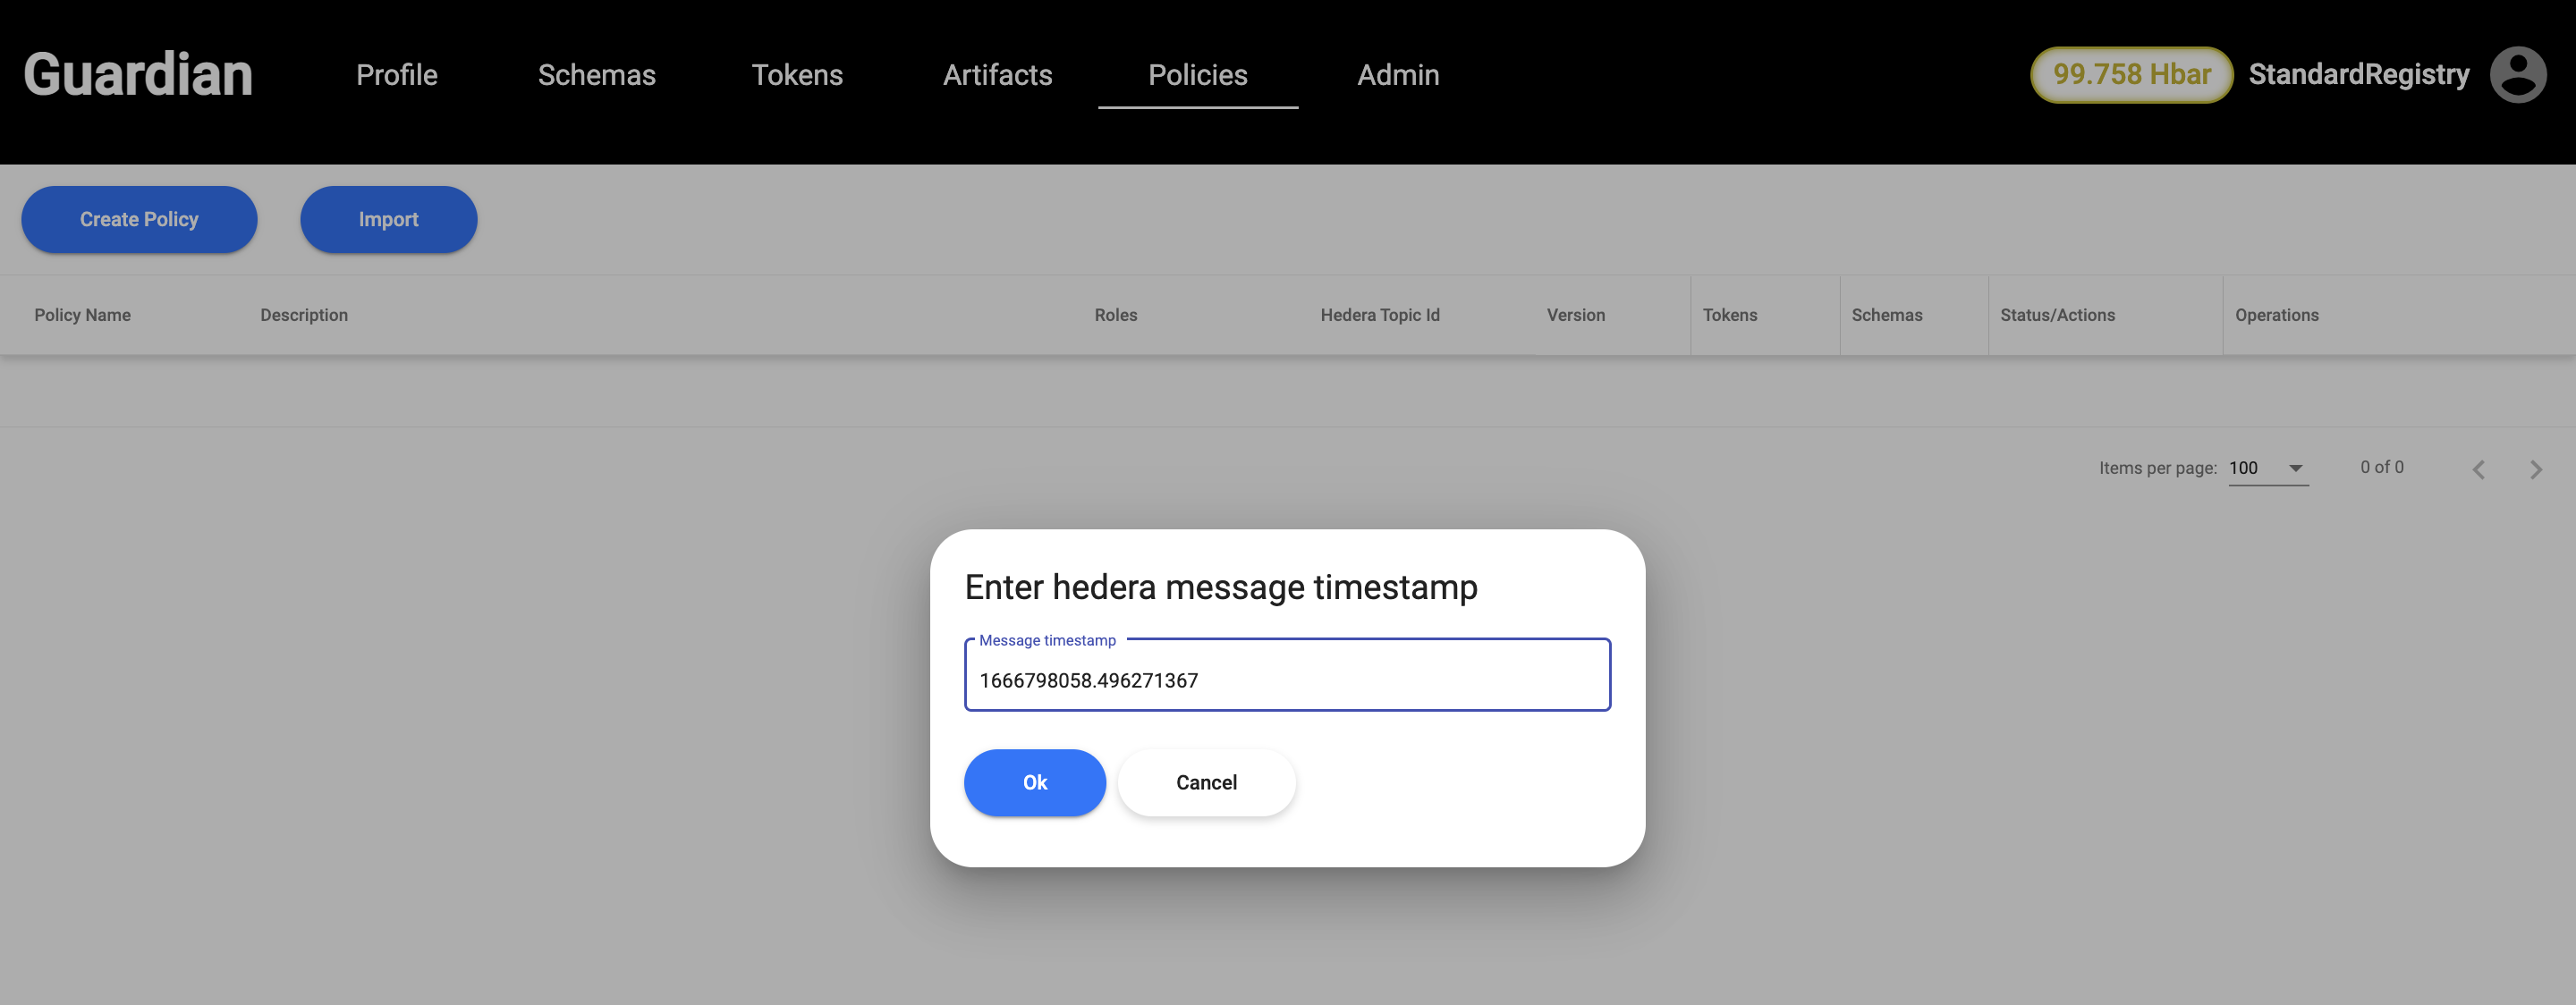 Guardian Profile Schemas Tokens Artifacts Policies Admin 99.758 Hbar StandardRegistry
Create Policy Import
Policy Name Description Roles Hedera Topic Id Version Tokens Schemas Status/Actions Operations
Items per page: 100 0 of 0
Enter hedera message timestamp
Message timestamp
1666798058.496271367
Ok Cancel